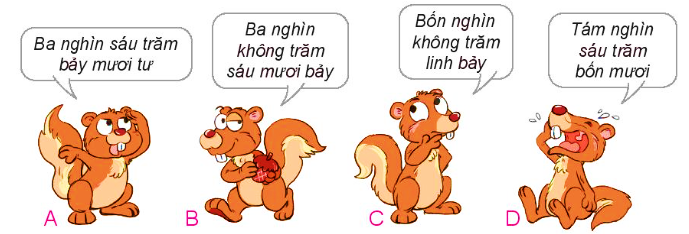 Ba nghìn sáu trăm
bảy mươi tư
Ba nghìn
không trăm
sáu mươi bảy
Bốn nghìn
không trăm
linh bảy
Tám nghìn
sáu trăm
bốn mươi
A
B
C
D